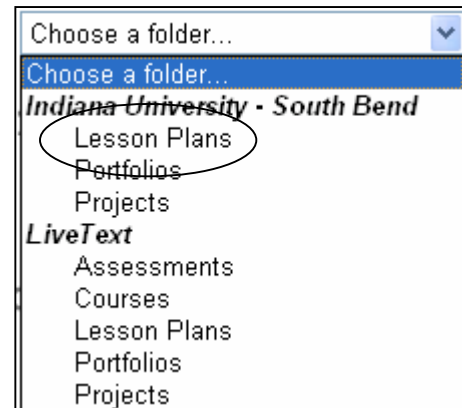 Choose a folder...
Choose a folder...
Indiana University - South Bend
Lesson Plans
Portfolios
Projects
LiveText
Assessments
Courses
Lesson Plans
Portfolios
Projects